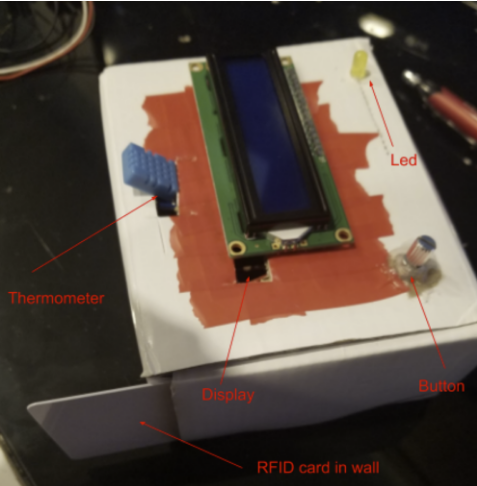 Led
Thermometer
Display
Button
RFID card in wall